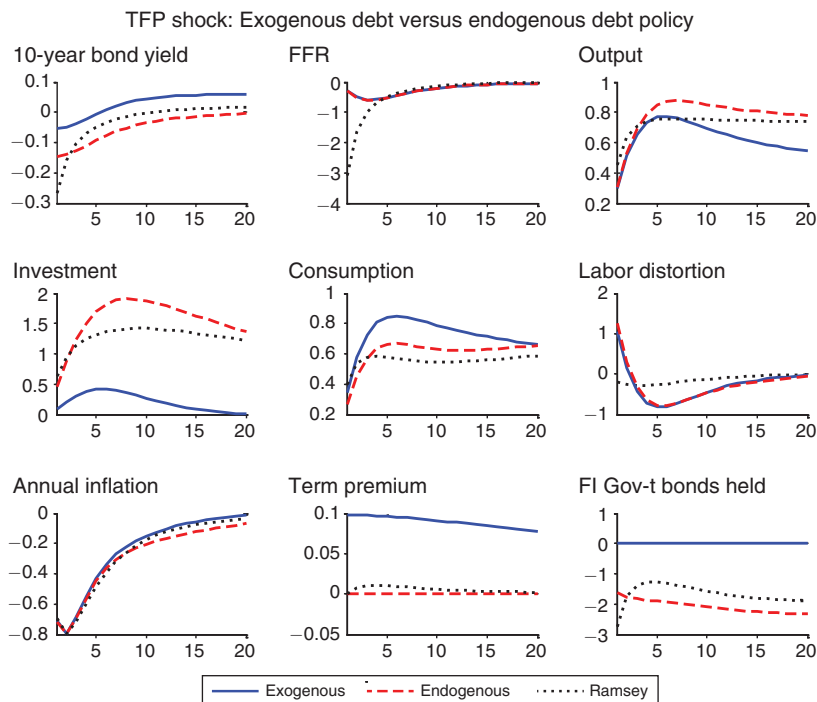 TFP shock: Exogenous debt versus endogenous debt policy
10-year bond yield
FFR
Output
0.1
0
−0.1
−0.2
−0.3
5 10 15 20
0
−1
−2
−3
−4
5 10 15 20
1
0.8
0.6
0.4
0.2
5 10 15 20
Investment
Consumption
Labor distortion
2
1.5
1
0.5
0
5 10 15 20
1
0.8
0.6
0.4
0.2
5 10 15 20
2
1
0
−1
5 10 15 20
Annual inflation
Term premium
FI Gov-t bonds held
0
−0.2
−0.4
−0.6
−0.8
5 10 15 20
0.1
0.05
0
−0.05
5 10 15 20
1
0
−1
−2
−3
5 10 15 20
Exogenous Endogenous Ramsey